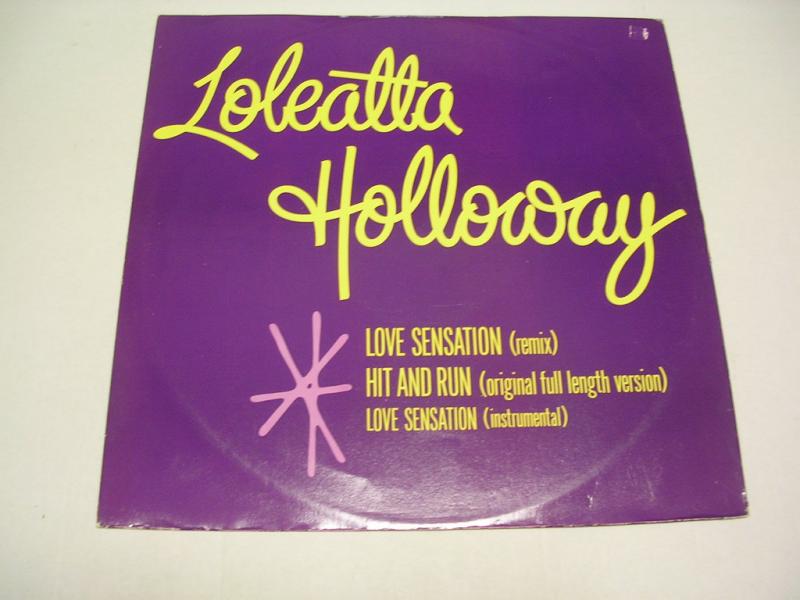 Loleatta
Holloway
LOVE SENSATION (remix)
HIT AND RUN (original full length version)
LOVE SENSATION (instrumental)